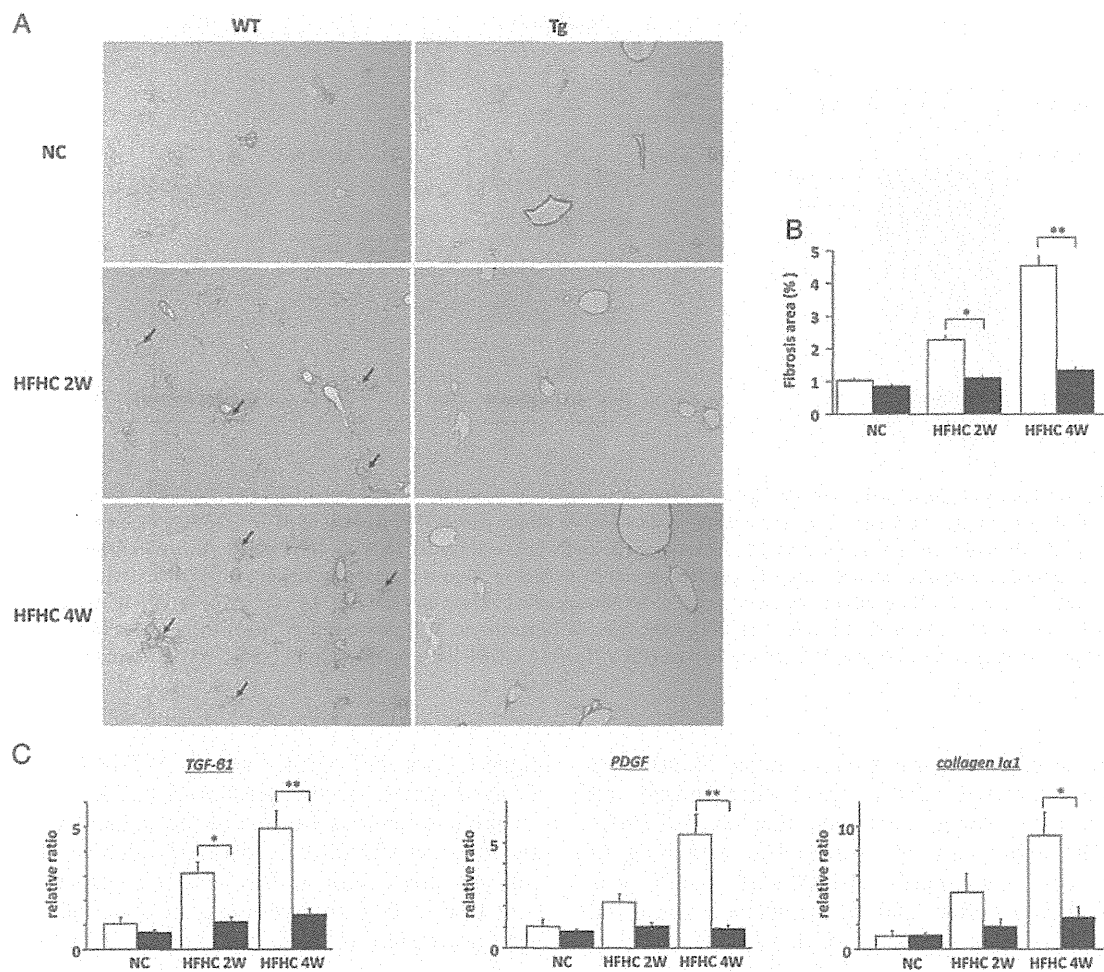 A
WT
Tg
NC
HFHC 2W
HFHC 4W
B
Fibrosis area (%)
5
4
3
2
1
0
*
**
NC
HFHC 2W
HFHC 4W
C
TGF-β1
relative ratio
5
0
*
**
NC
HFHC 2W
HFHC 4W
PDGF
relative ratio
5
0
**
NC
HFHC 2W
HFHC 4W
collagen Iα1
relative ratio
10
0
*
NC
HFHC 2W
HFHC 4W